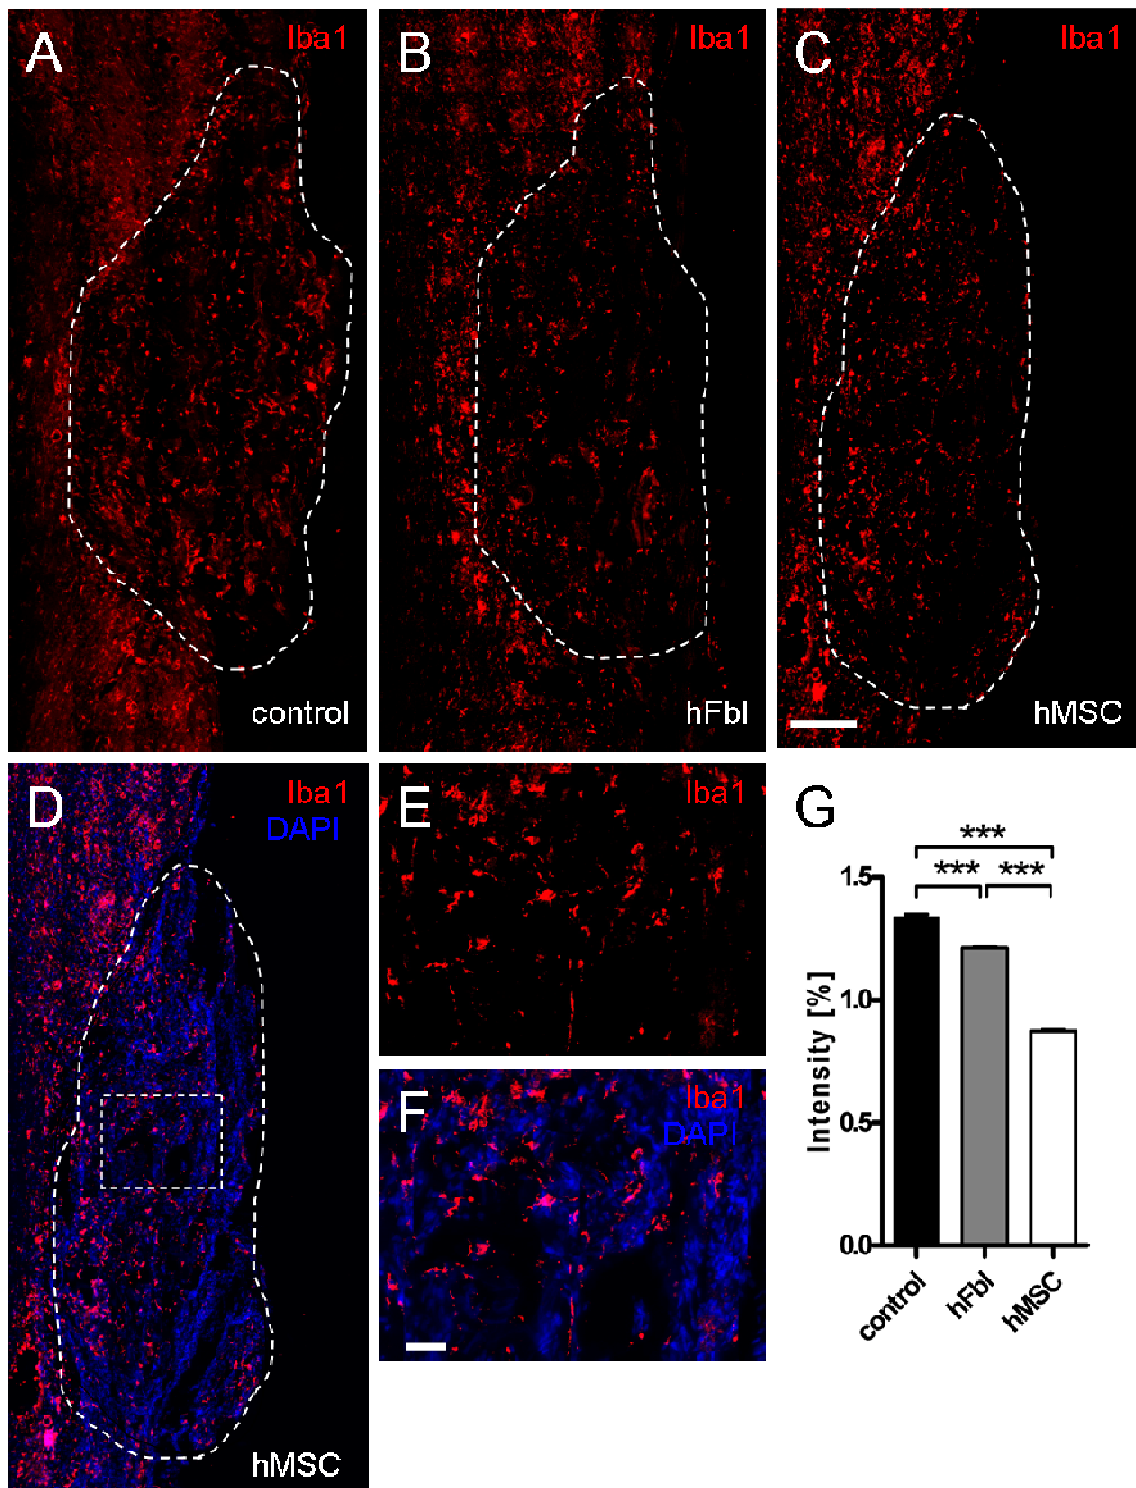 A
Iba1
control
B
Iba1
hFbl
C
Iba1
hMSC
D
Iba1
DAPI
hMSC
E
Iba1
F
Iba1
DAPI
G
***
*** ***
1.5
1.0
0.5
0.0
Intensity [%]
control
hFbl
hMSC